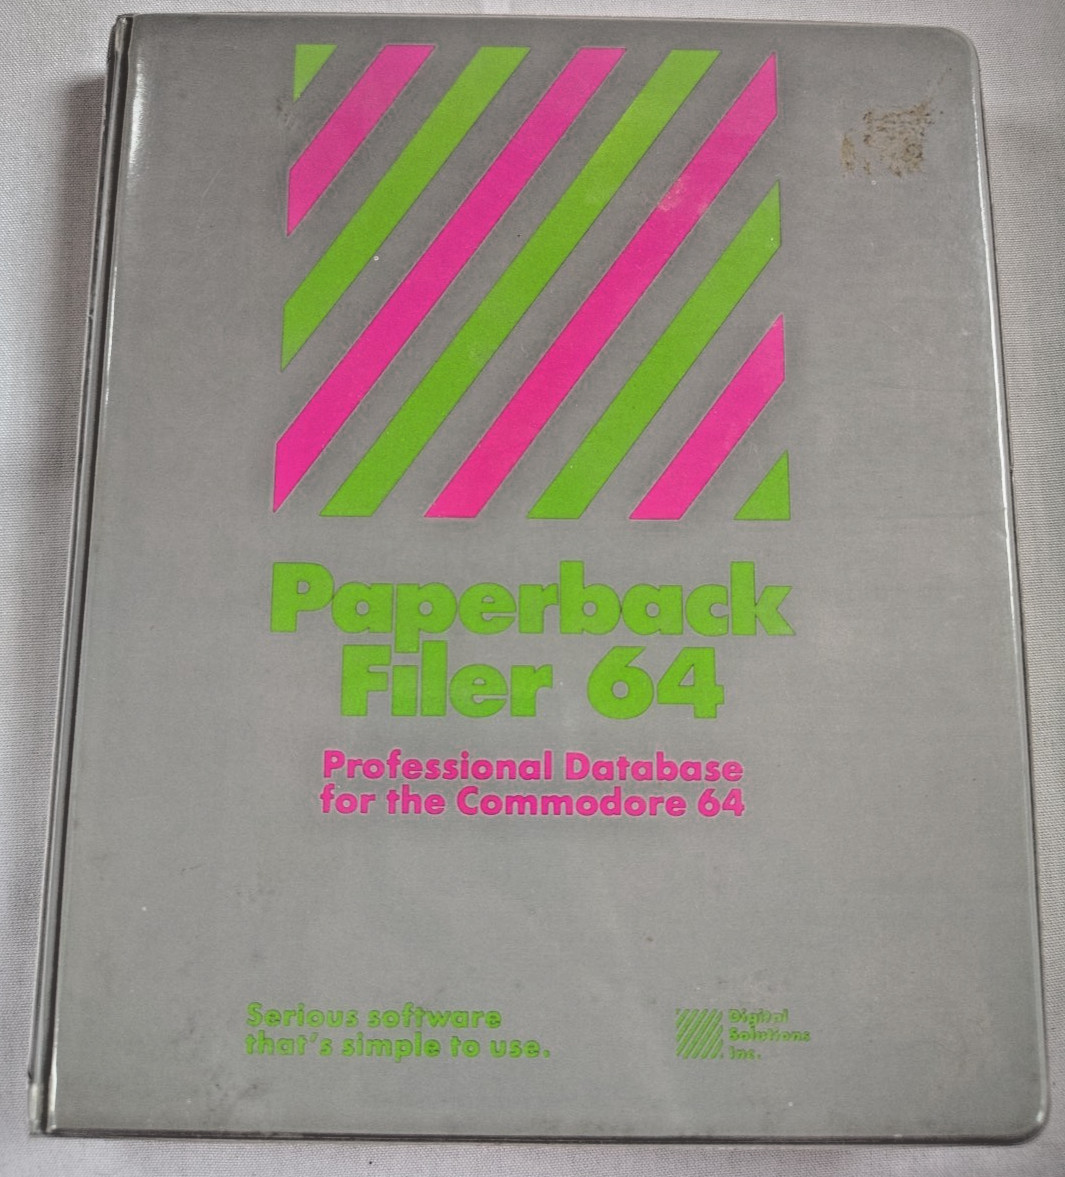 Paperback
Filer 64
Professional Database
for the Commodore 64
Serious software
that's simple to use.
Digital
Solutions
Inc.